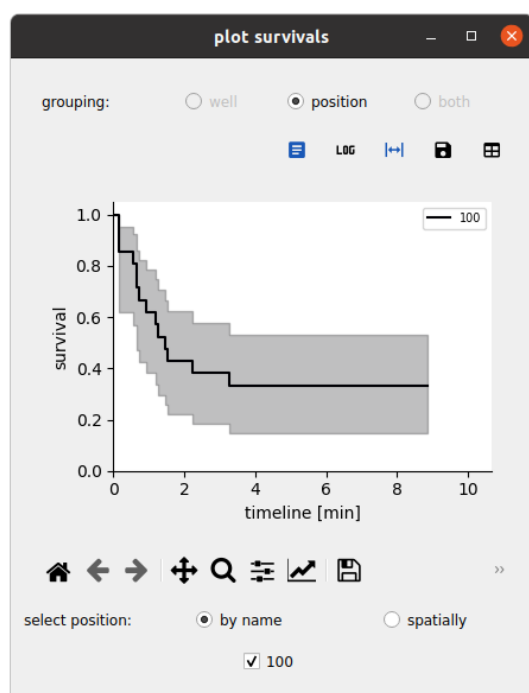 plot survivals
grouping:
well
position
both
LOG
1.0
100
0.8
0.6
0.4
0.2
0.0
survival
0 2 4 6 8 10
timeline [min]
select position:
by name
spatially
100